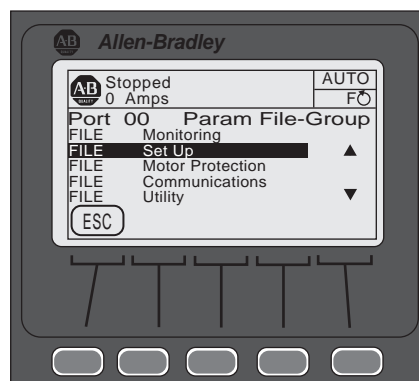 AB Allen-Bradley
AB QUALITY Stopped AUTO
0 Amps F
Port 00 Param File-Group
FILE Monitoring
FILE Set Up
FILE Motor Protection
FILE Communications
FILE Utility
ESC